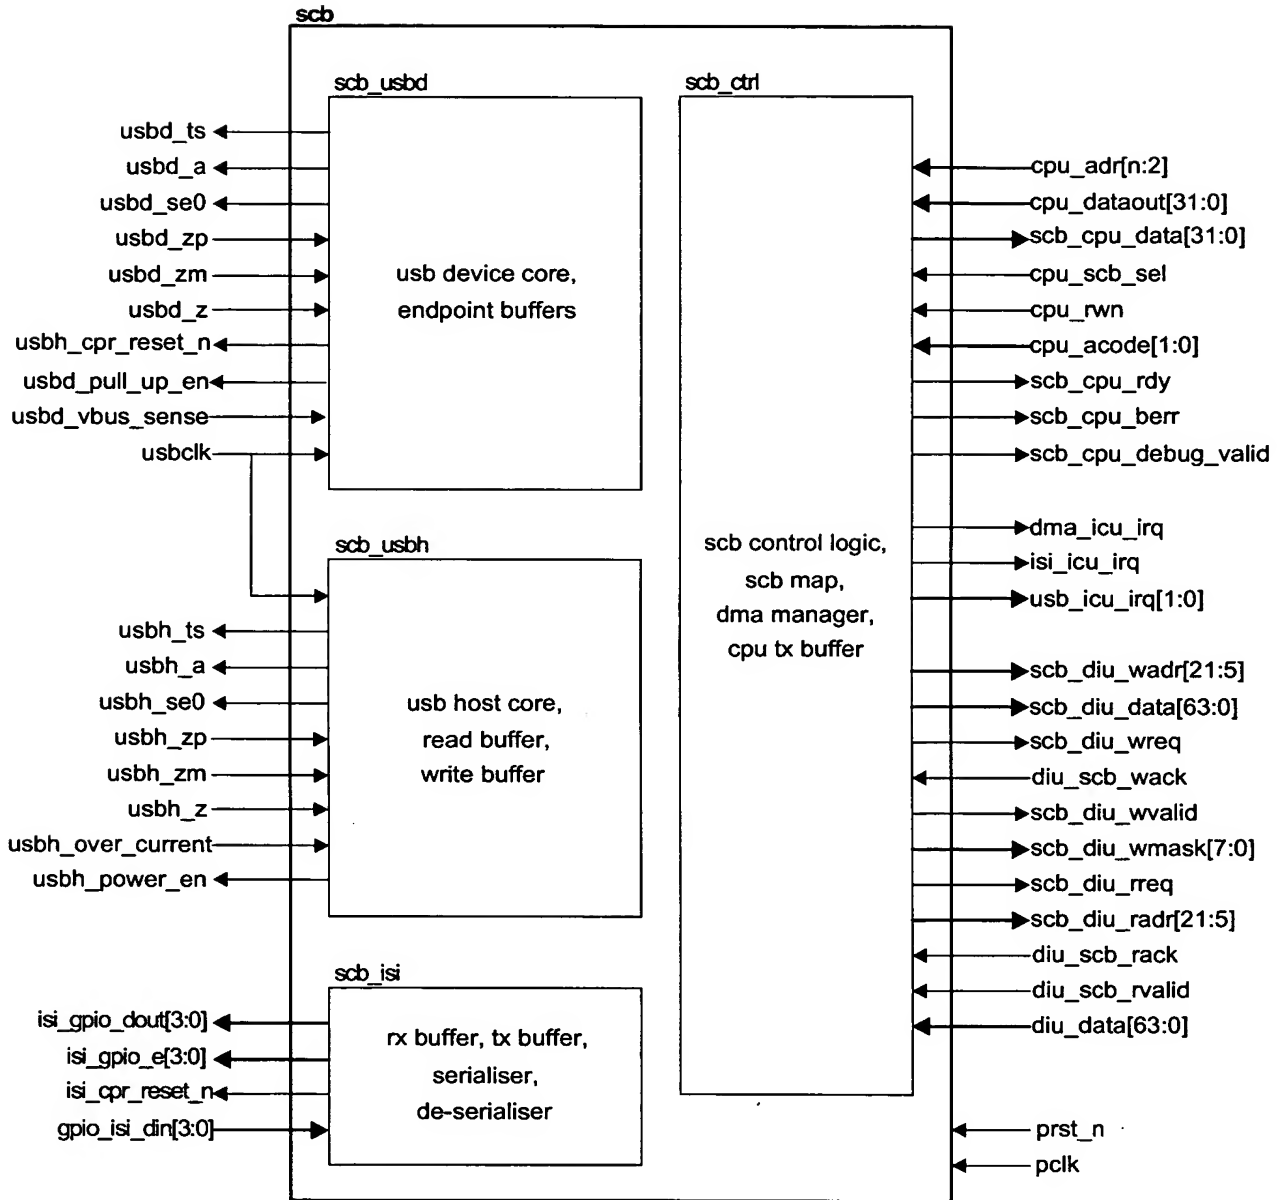 scb
scb_usbd
usbd_ts
usbd_a
usbd_se0
usbd_zp
usbd_zm
usbd_z
usbh_cpr_reset_n
usbd_pull_up_en
usbd_vbus_sense
usbclk
usb device core,
endpoint buffers
scb_usbh
usbh_ts
usbh_a
usbh_se0
usbh_zp
usbh_zm
usbh_z
usbh_over_current
usbh_power_en
usb host core,
read buffer,
write buffer
scb_isi
isi_gpio_dout[3:0]
isi_gpio_e[3:0]
isi_cpr_reset_n
gpio_isi_din[3:0]
rx buffer, tx buffer,
serialiser,
de-serialiser
scb_ctrl
scb control logic,
scb map,
dma manager,
cpu tx buffer
cpu_adr[n:2]
cpu_dataout[31:0]
scb_cpu_data[31:0]
cpu_scb_sel
cpu_rwn
cpu_acode[1:0]
scb_cpu_rdy
scb_cpu_berr
scb_cpu_debug_valid
dma_icu_irq
isi_icu_irq
usb_icu_irq[1:0]
scb_diu_wadr[21:5]
scb_diu_data[63:0]
scb_diu_wreq
diu_scb_wack
scb_diu_wvalid
scb_diu_wmask[7:0]
scb_diu_rreq
scb_diu_radr[21:5]
diu_scb_rack
diu_scb_rvalid
diu_data[63:0]
prst_n
pclk